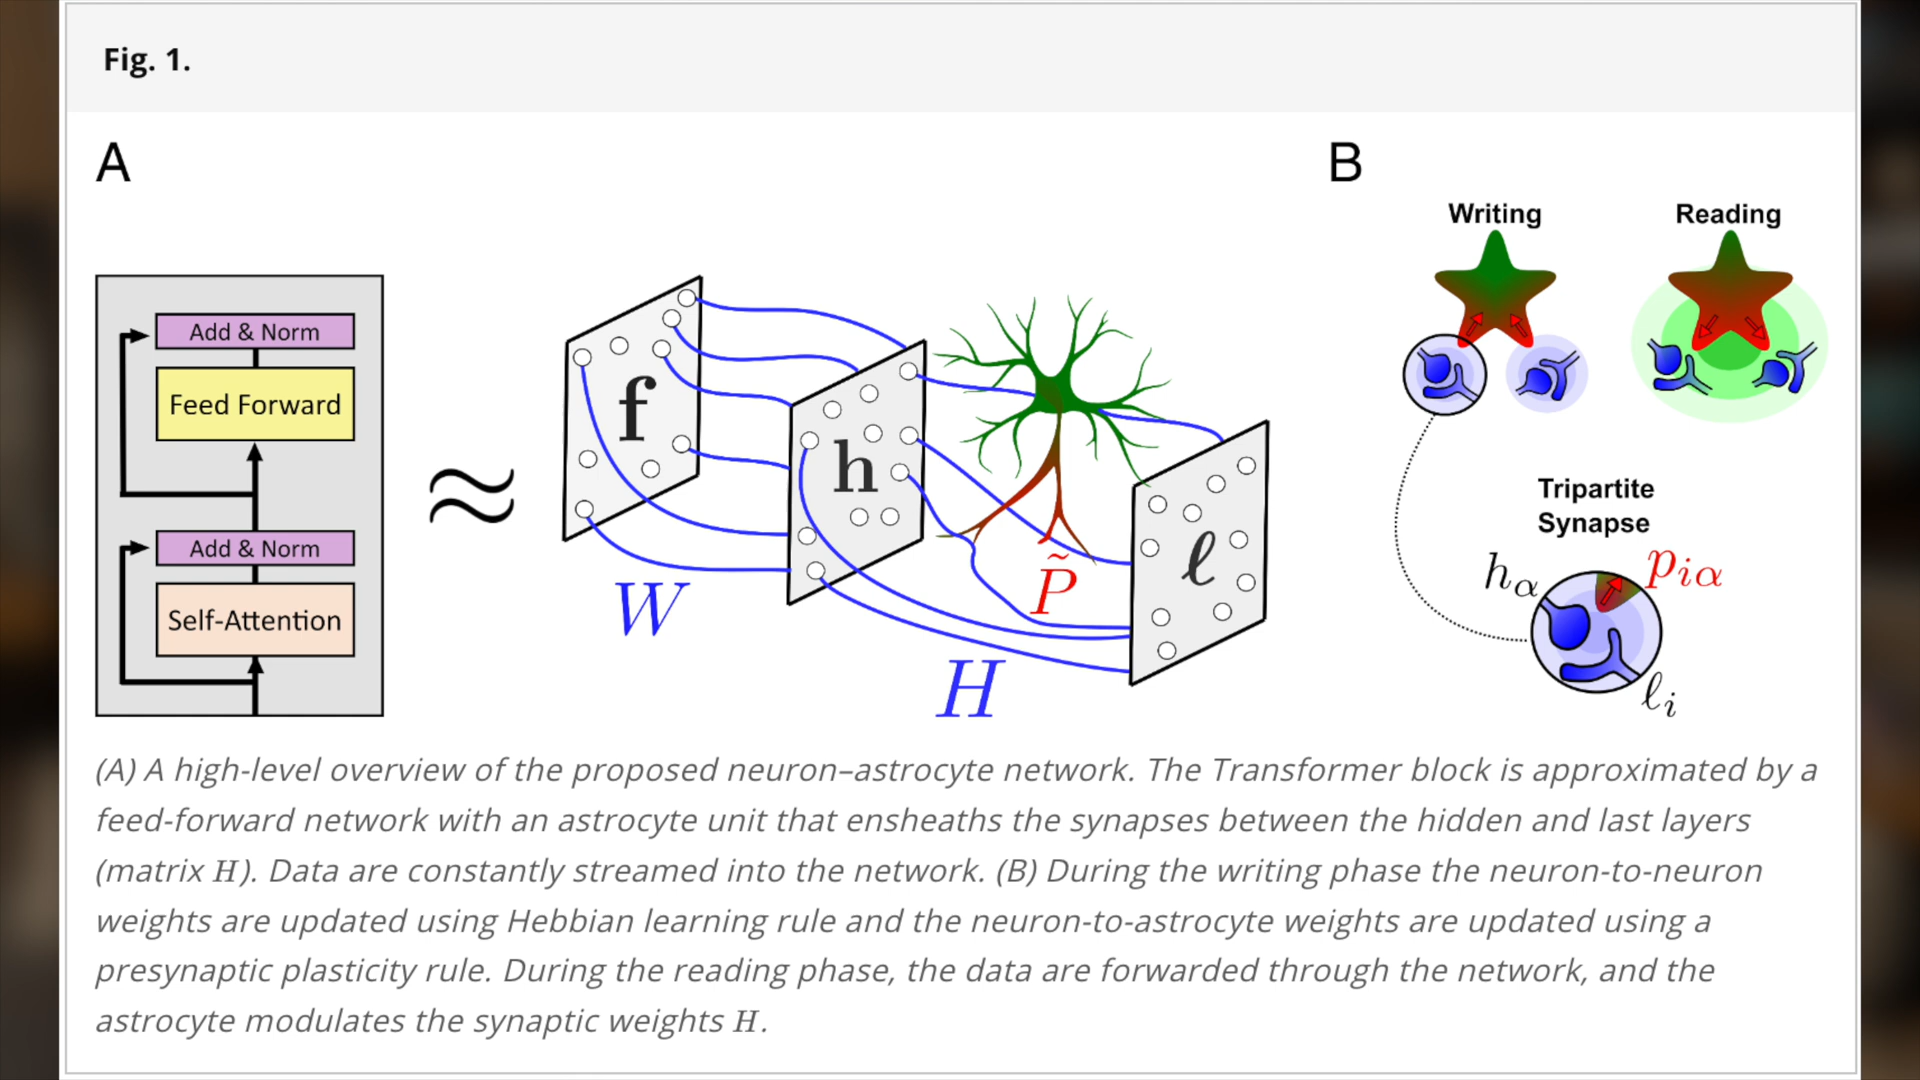 Fig. 1.
A
Add & Norm
Feed Forward
Add & Norm
Self-Attention
≈
f
h
ℓ
W
H
P̃
B
Writing
Reading
Tripartite
Synapse
hα
piα
ℓi
(A) A high-level overview of the proposed neuron–astrocyte network. The Transformer block is approximated by a
feed-forward network with an astrocyte unit that ensheaths the synapses between the hidden and last layers
(matrix H). Data are constantly streamed into the network. (B) During the writing phase the neuron-to-neuron
weights are updated using Hebbian learning rule and the neuron-to-astrocyte weights are updated using a
presynaptic plasticity rule. During the reading phase, the data are forwarded through the network, and the
astrocyte modulates the synaptic weights H.